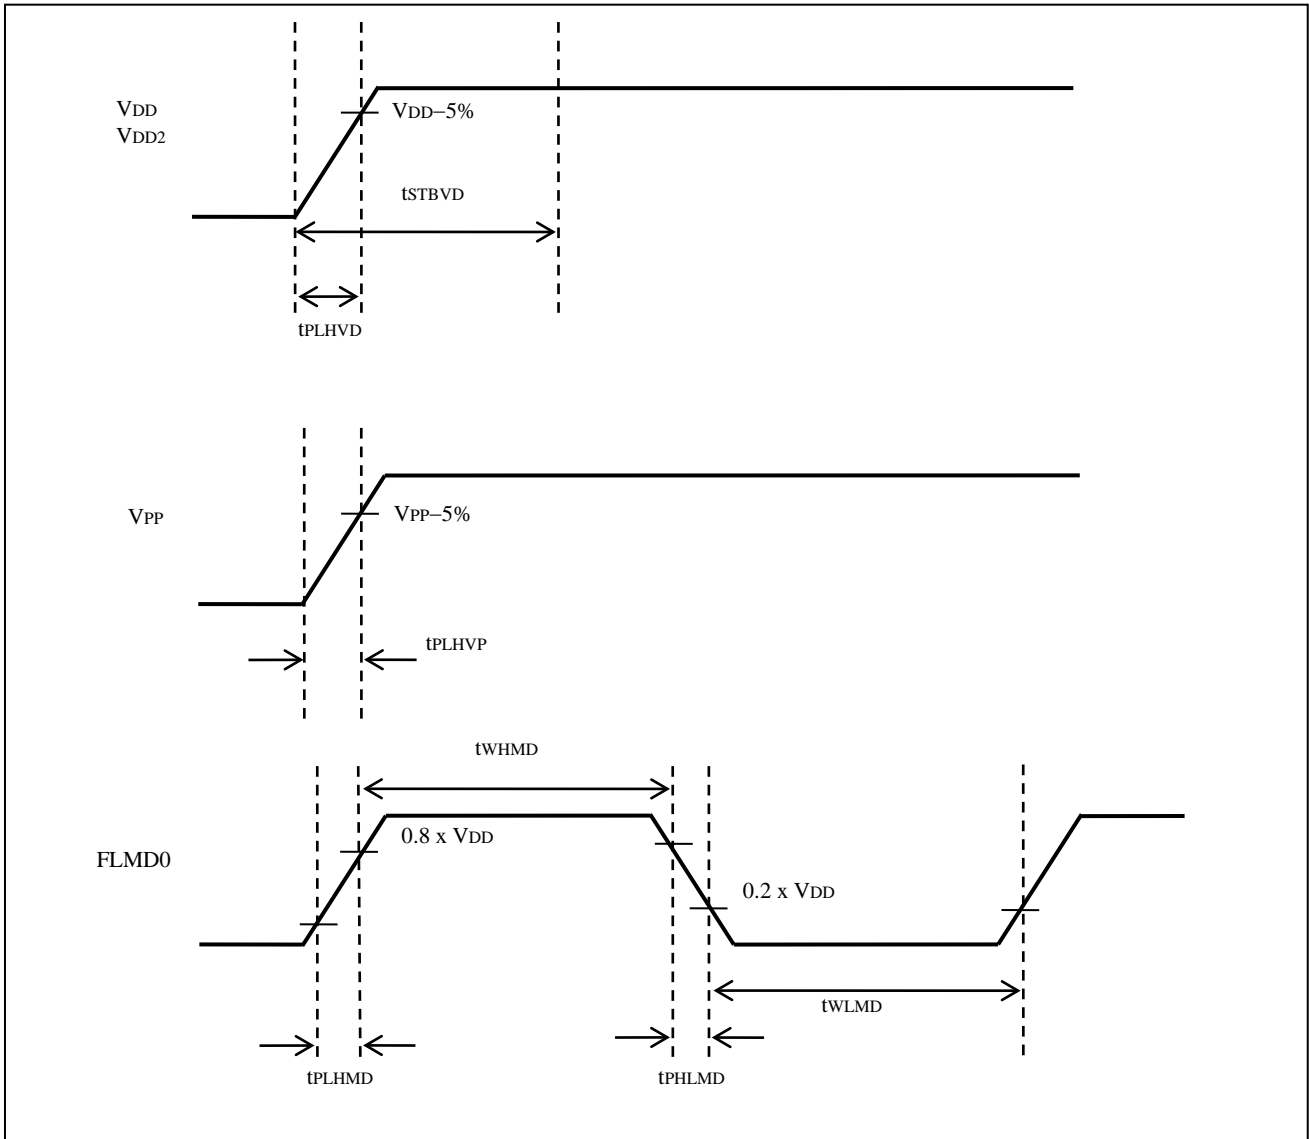 VDD
VDD2
VDD−5%
tSTBVD
tPLHVD
VPP
VPP−5%
tPLHVP
tWHMD
FLMD0
0.8 x VDD
0.2 x VDD
tWLMD
tPLHMD
tPHLMD